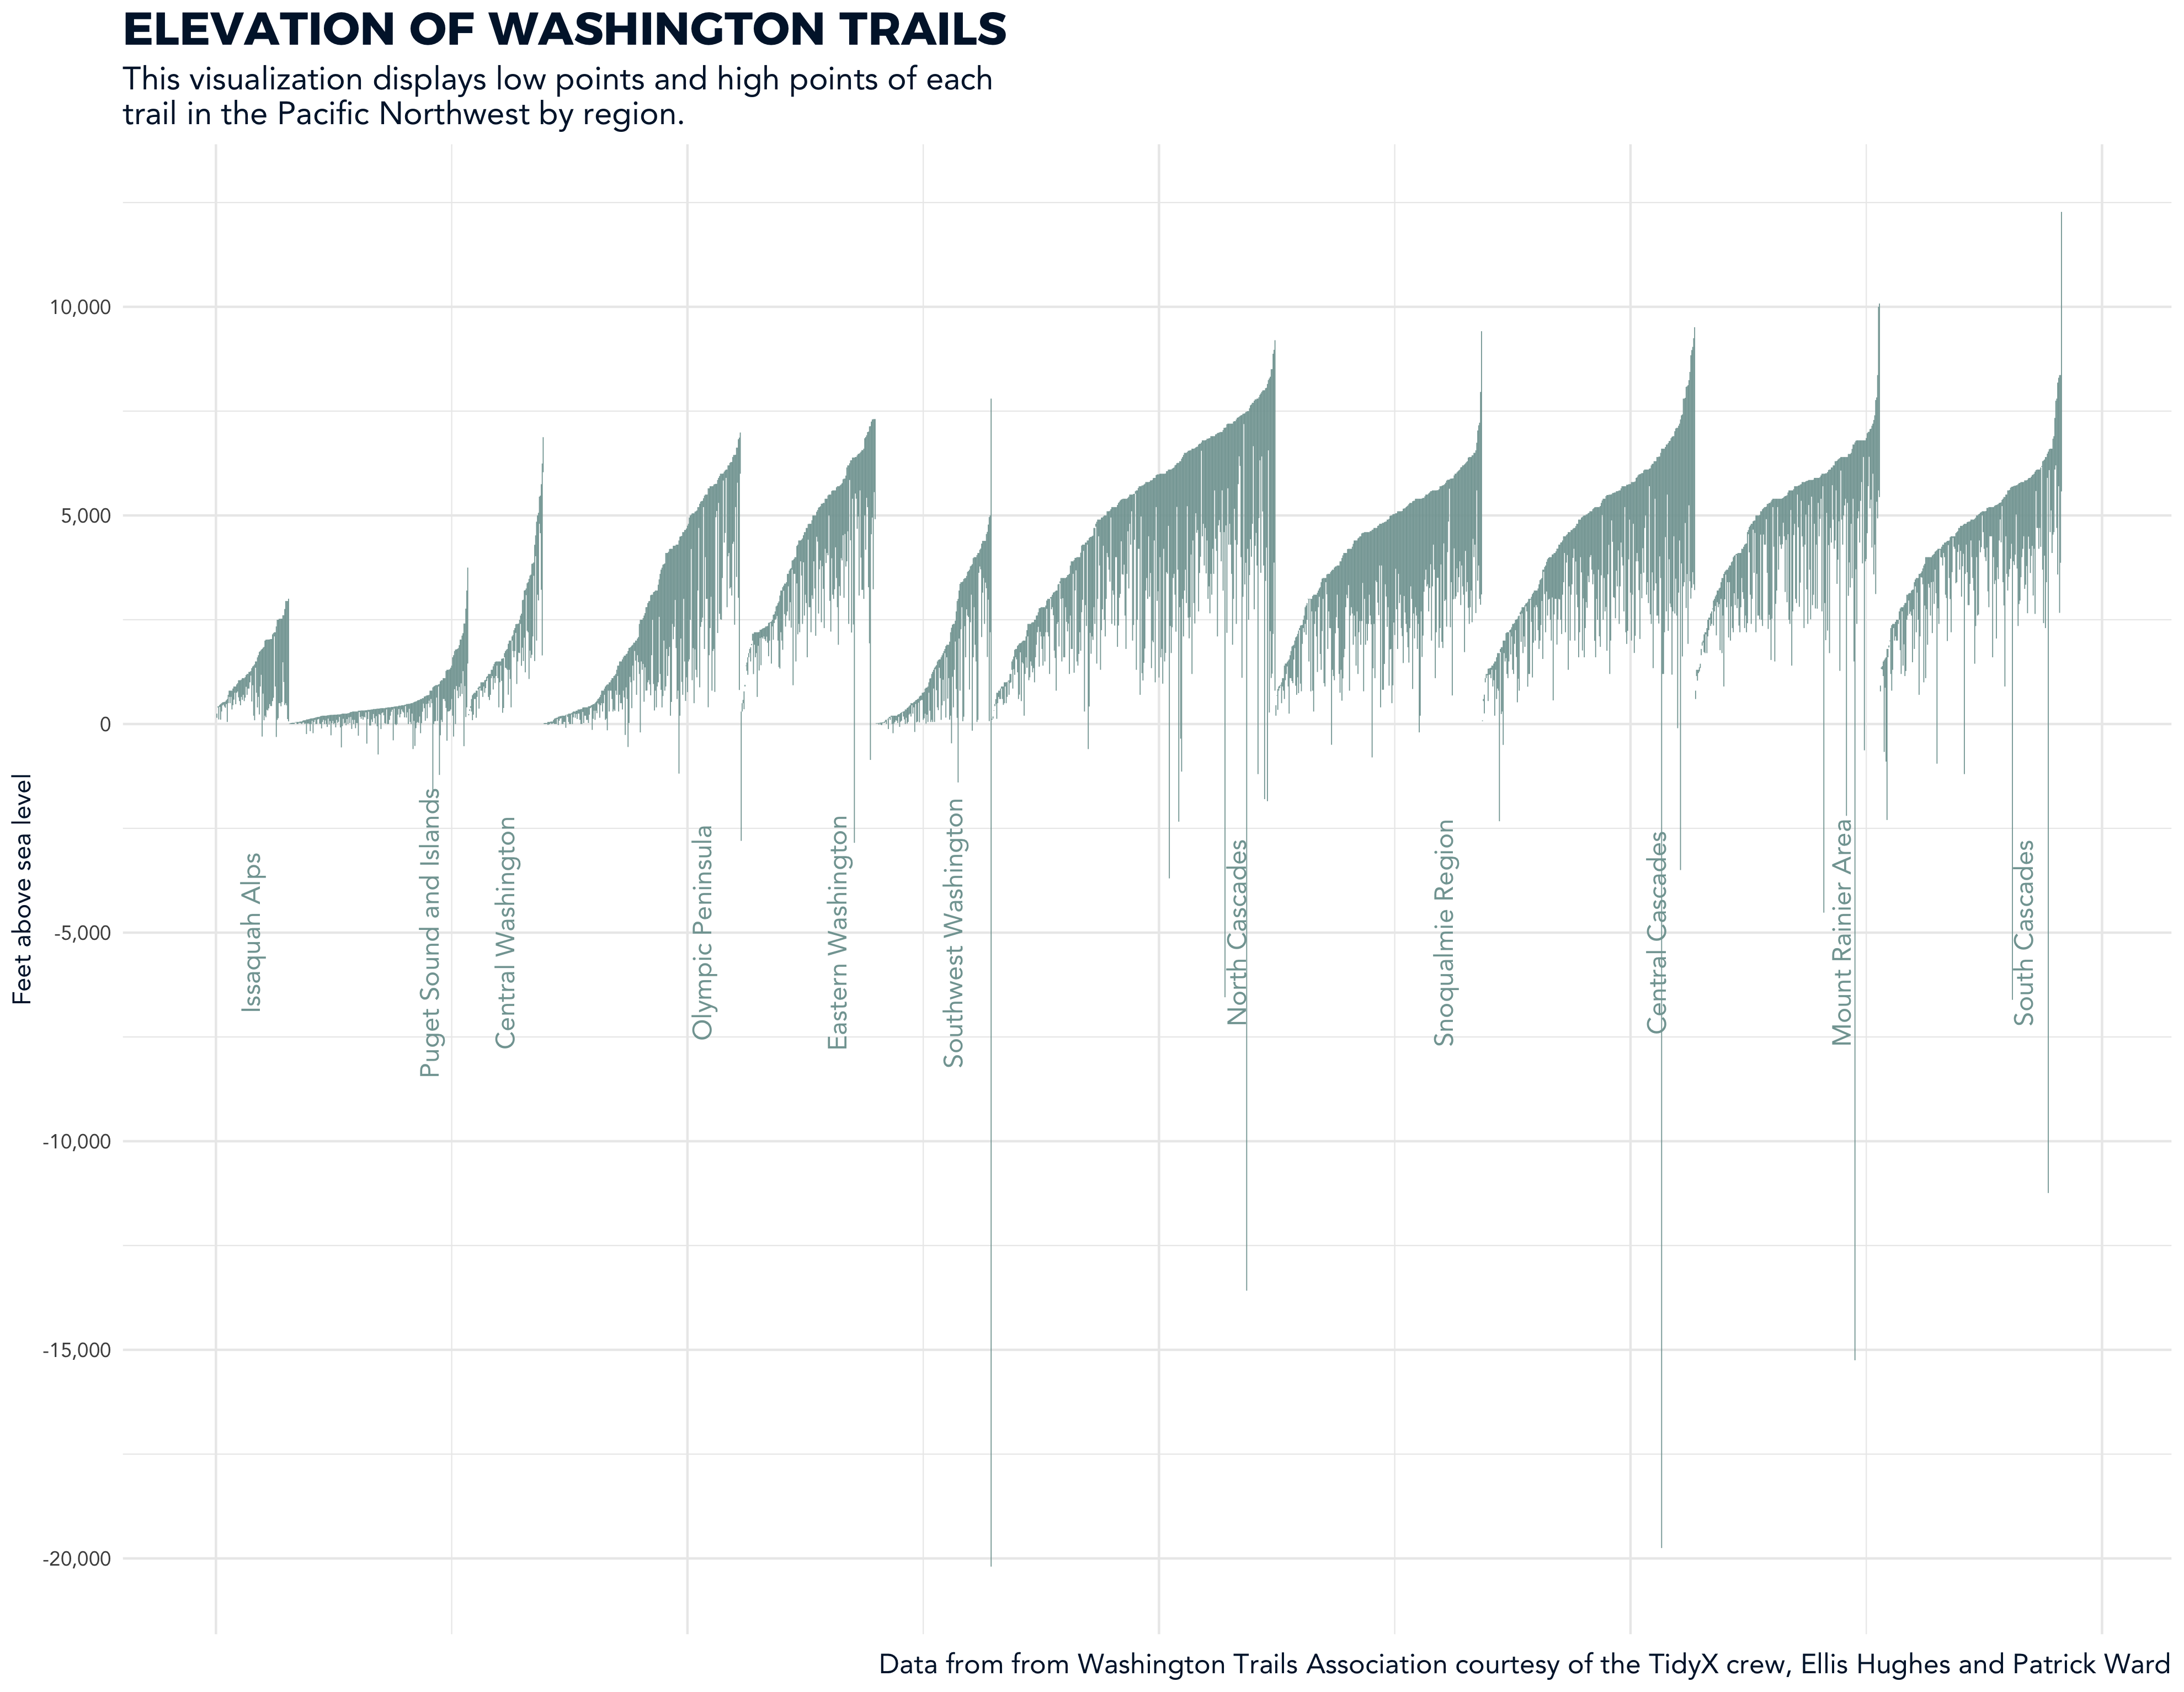 ELEVATION OF WASHINGTON TRAILS
This visualization displays low points and high points of each
trail in the Pacific Northwest by region.
10,000
5,000
0
-5,000
-10,000
-15,000
-20,000
Feet above sea level
Issaquah Alps
Puget Sound and Islands
Central Washington
Olympic Peninsula
Eastern Washington
Southwest Washington
North Cascades
Snoqualmie Region
Central Cascades
Mount Rainier Area
South Cascades
Data from from Washington Trails Association courtesy of the TidyX crew, Ellis Hughes and Patrick Ward